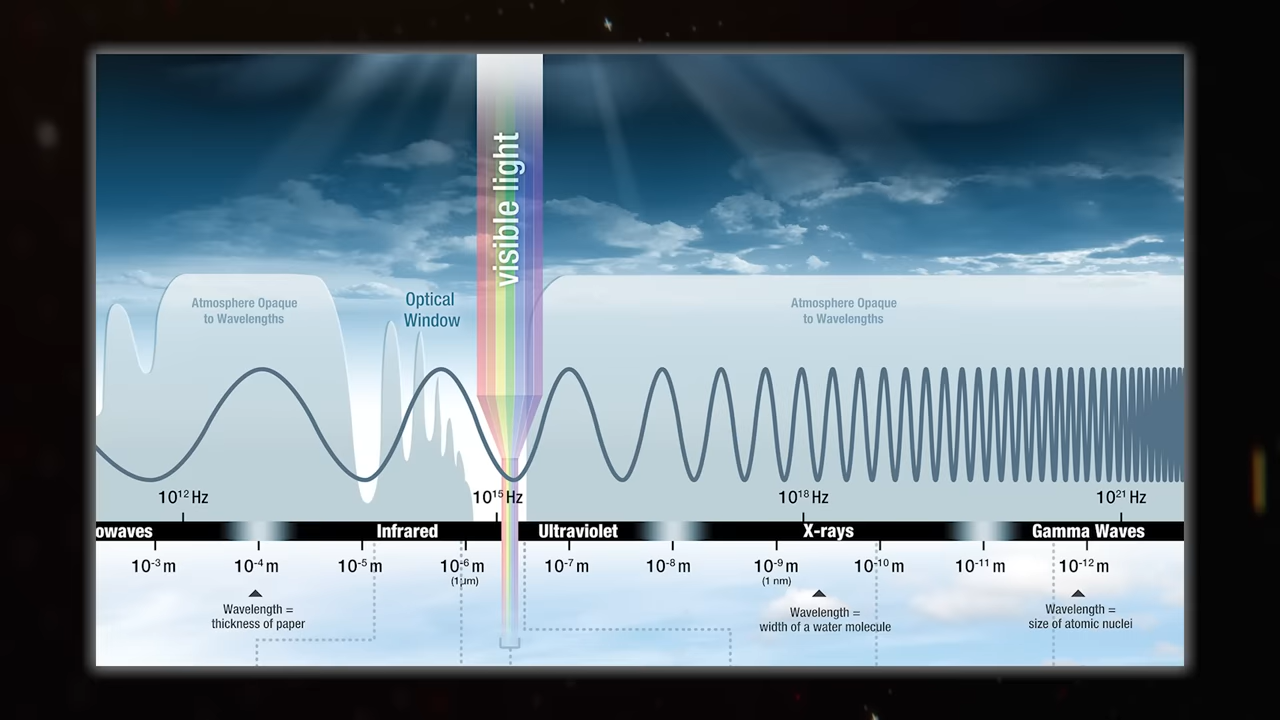 visible light
Atmosphere Opaque
to Wavelengths
Optical
Window
Atmosphere Opaque
to Wavelengths
10¹² Hz
10¹⁵ Hz
10¹⁸ Hz
10²¹ Hz
owaves
Infrared
Ultraviolet
X-rays
Gamma Waves
10⁻³ m
10⁻⁴ m
10⁻⁵ m
10⁻⁶ m
(1 µm)
10⁻⁷ m
10⁻⁸ m
10⁻⁹ m
(1 nm)
10⁻¹⁰ m
10⁻¹¹ m
10⁻¹² m
Wavelength =
thickness of paper
Wavelength =
width of a water molecule
Wavelength =
size of atomic nuclei